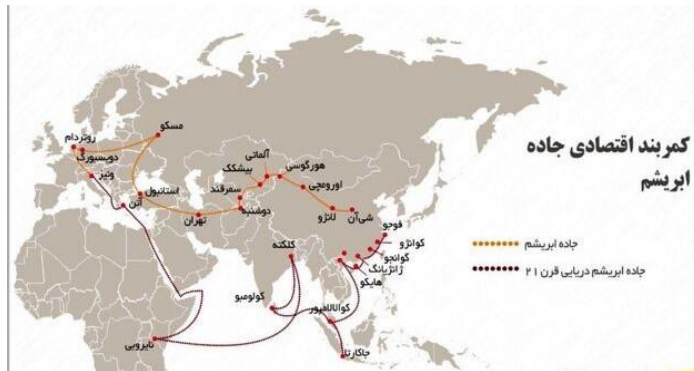 کمربند اقتصادی جاده
ابریشم
جاده ابریشم
جاده ابریشم دریایی قرن ۲۱
مسکو
روتردام
دویسبورگ
ونیز
استانبول
آتن
تهران
دوشنبه
سمرقند
بیشکک
آلماتی
هورگوسی
اورومچی
لانژو
شی‌آن
فوجو
کوانژو
گوانجو
ژانژیانگ
هایکو
کلکته
کولومبو
کوالالامپور
جاکارتا
نایروبی